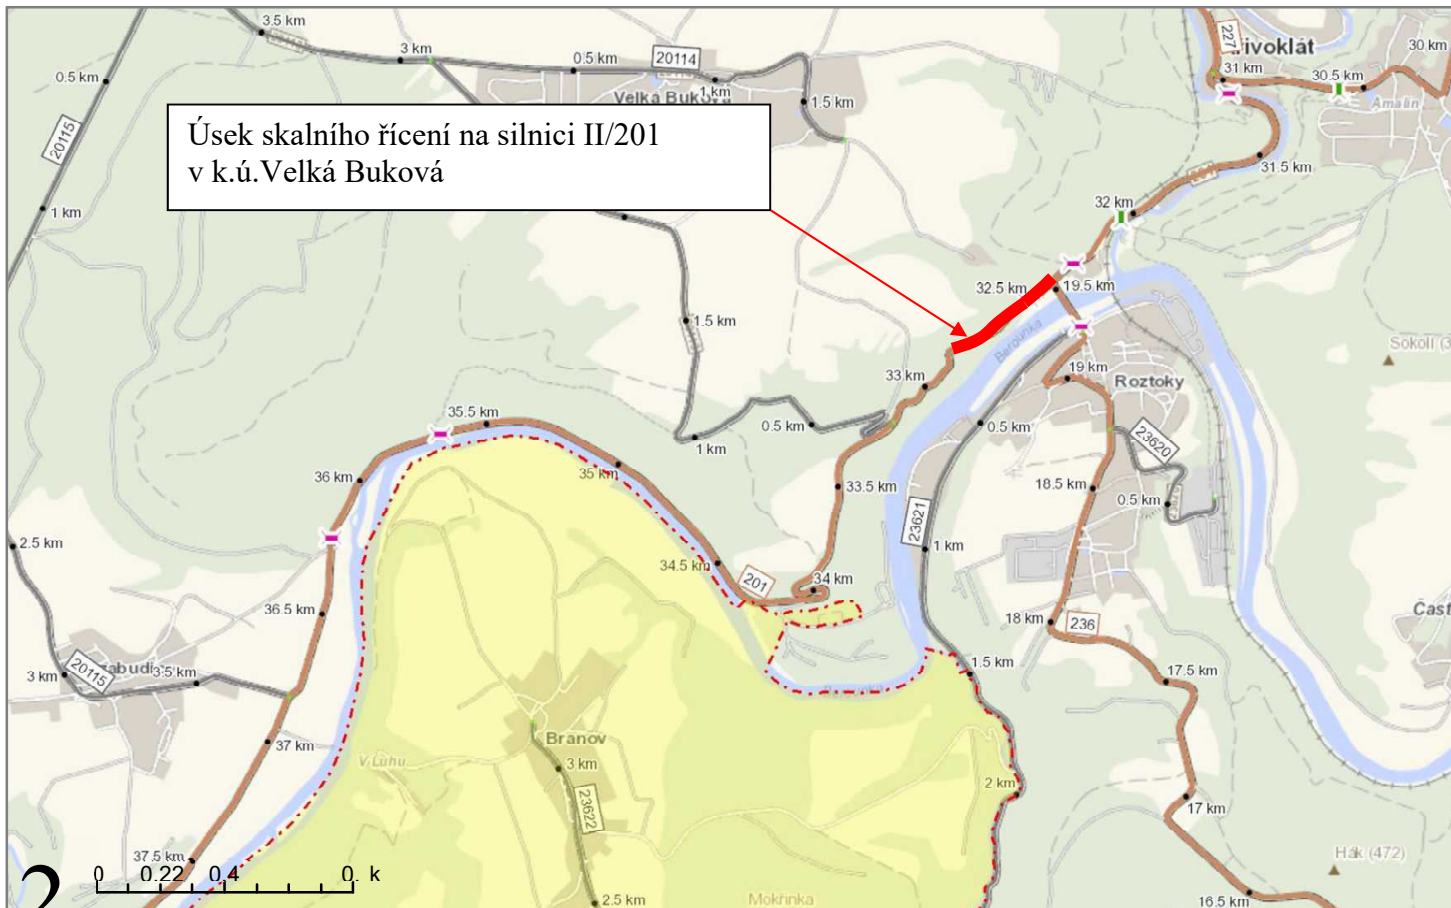 3.5 km
227
řivoklát
30 km
3 km
0.5 km
20114
31 km
30.5 km
0.5 km
Velká Buková
1 km
1.5 km
Amalín
Úsek skalního řícení na silnici II/201
v k.ú.Velká Buková
20115
31.5 km
1 km
32 km
32.5 km
19.5 km
1.5 km
Berounka
Sokolí (3
33 km
19 km
Roztoky
35.5 km
0.5 km
0.5 km
1 km
23620
36 km
35 km
33.5 km
18.5 km
0.5 km
2.5 km
23621
1 km
34.5 km
201
34 km
36.5 km
18 km
236
Část
zabudi
3 km
20115
3.5 km
1.5 km
17.5 km
37 km
Branov
V Luhu
3 km
2 km
23622
17 km
37.5 km
Hák (472)
2
0 0.22 0.4 0. k
2.5 km
Mokřinka
16.5 km